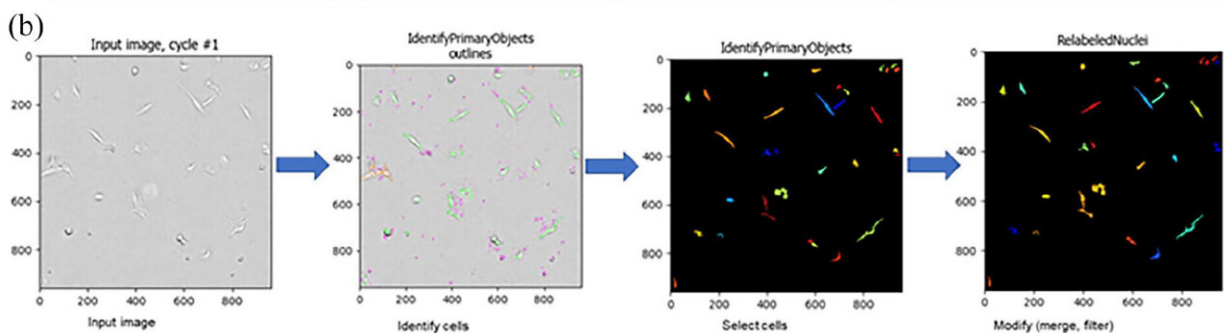 (b)
Input image, cycle #1
0
200
400
600
800
0 200 400 600 800
Input image
IdentifyPrimaryObjects
outlines
0
200
400
600
800
0 200 400 600 800
Identify cells
IdentifyPrimaryObjects
0
200
400
600
800
0 200 400 600 800
Select cells
RelabeledNuclei
0
200
400
600
800
0 200 400 600 800
Modify (merge, filter)